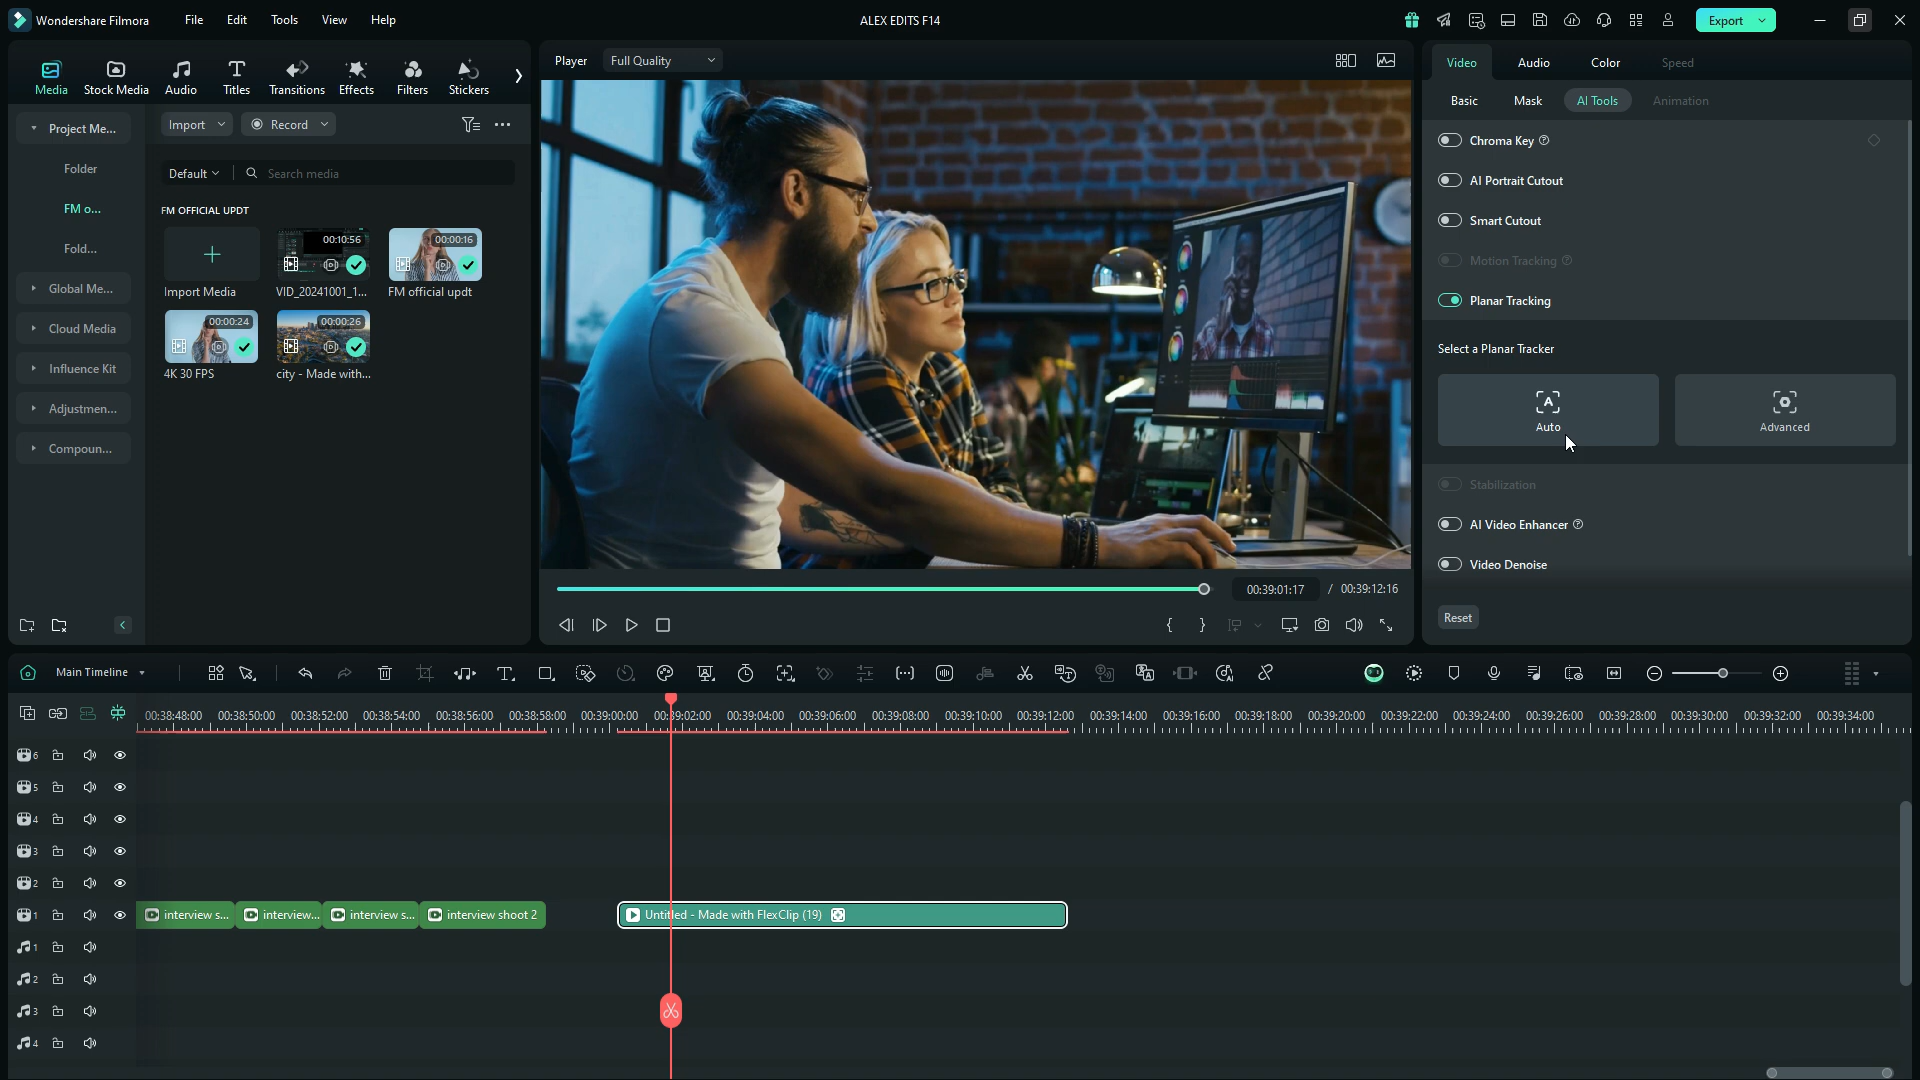 Wondershare Filmora
File
Edit
Tools
View
Help
ALEX EDITS F14
Export
Media
Stock Media
Audio
Titles
Transitions
Effects
Filters
Stickers
Project Me...
Folder
FM o...
Fold...
Global Me...
Cloud Media
Influence Kit
Adjustmen...
Compoun...
Import
Record
Default
Search media
FM OFFICIAL UPDT
Import Media
00:10:56
VID_20241001_1...
00:00:16
FM official updt
00:00:24
4K 30 FPS
00:00:26
city - Made with...
Player
Full Quality
00:39:01:17 / 00:39:12:16
Video
Audio
Color
Speed
Basic
Mask
AI Tools
Animation
Chroma Key
AI Portrait Cutout
Smart Cutout
Motion Tracking
Planar Tracking
Select a Planar Tracker
Auto
Advanced
Stabilization
AI Video Enhancer
Video Denoise
Reset
Main Timeline
00:38:48:00 00:38:50:00 00:38:52:00 00:38:54:00 00:38:56:00 00:38:58:00 00:39:00:00 00:39:02:00 00:39:04:00 00:39:06:00 00:39:08:00 00:39:10:00 00:39:12:00 00:39:14:00 00:39:16:00 00:39:18:00 00:39:20:00 00:39:22:00 00:39:24:00 00:39:26:00 00:39:28:00 00:39:30:00 00:39:32:00 00:39:34:00
6
5
4
3
2
1
interview s...
interview...
interview s...
interview shoot 2
Untitled - Made with FlexClip (19)
1
2
3
4